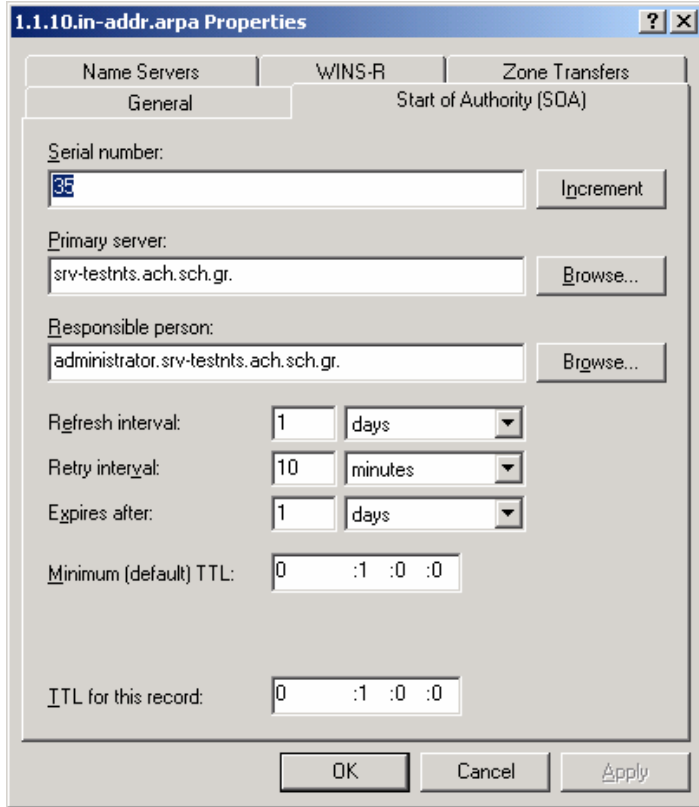 1.1.10.in-addr.arpa Properties
Name Servers WINS-R Zone Transfers
General Start of Authority (SOA)
Serial number:
35 Increment
Primary server:
srv-testnts.ach.sch.gr. Browse...
Responsible person:
administrator.srv-testnts.ach.sch.gr. Browse...
Refresh interval: 1 days
Retry interval: 10 minutes
Expires after: 1 days
Minimum (default) TTL: 0 :1 :0 :0
TTL for this record: 0 :1 :0 :0
OK Cancel Apply